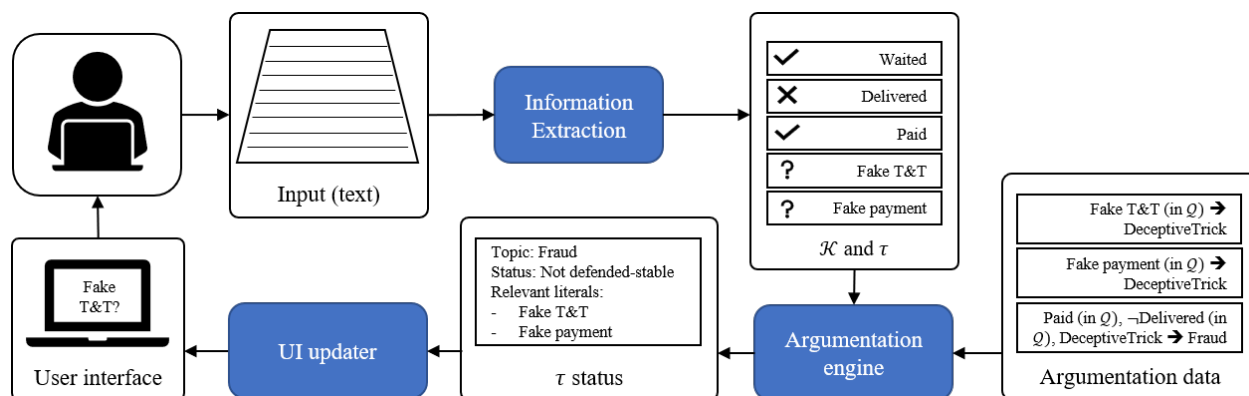 Input (text)
Information
Extraction
Waited
Delivered
Paid
? Fake T&T
? Fake payment
𝒦 and τ
Fake T&T (in 𝒬) ➔
DeceptiveTrick
Fake payment (in 𝒬) ➔
DeceptiveTrick
Paid (in 𝒬), ¬Delivered (in
𝒬), DeceptiveTrick ➔ Fraud
Argumentation data
Argumentation
engine
Topic: Fraud
Status: Not defended-stable
Relevant literals:
- Fake T&T
- Fake payment
τ status
UI updater
Fake
T&T?
User interface